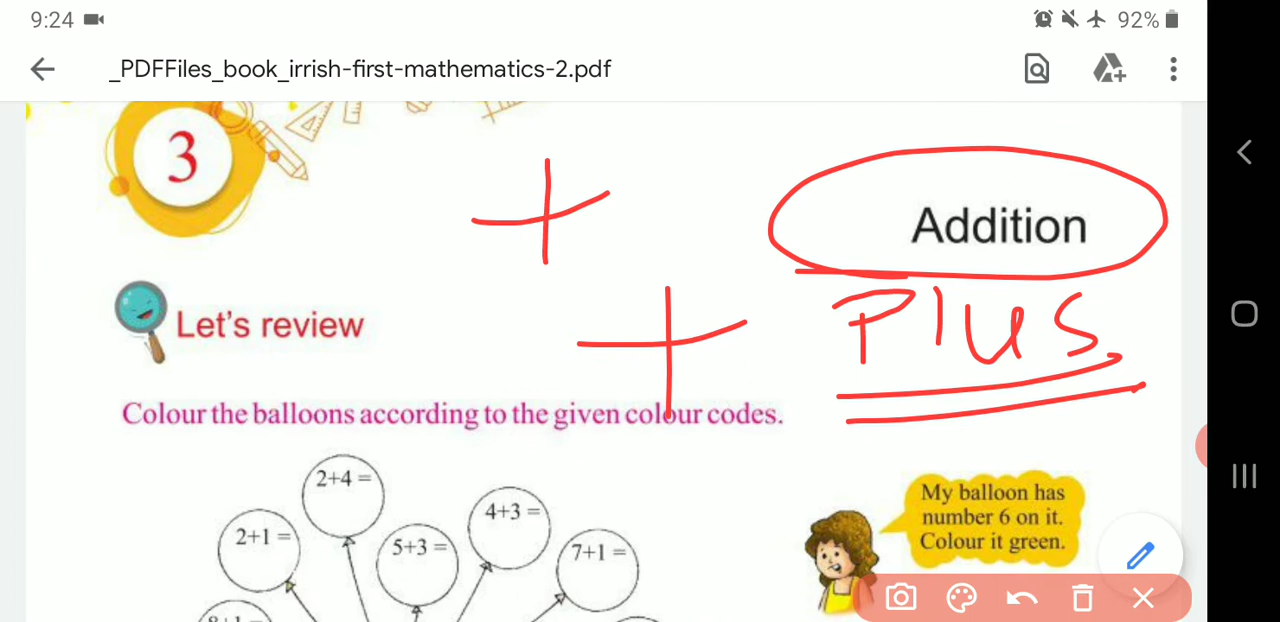 9:24
92%
_PDFFiles_book_irrish-first-mathematics-2.pdf
3
+
Addition
+
Plus
Let's review
Colour the balloons according to the given colour codes.
2+4 =
4+3 =
2+1 =
5+3 =
7+1 =
My balloon has
number 6 on it.
Colour it green.